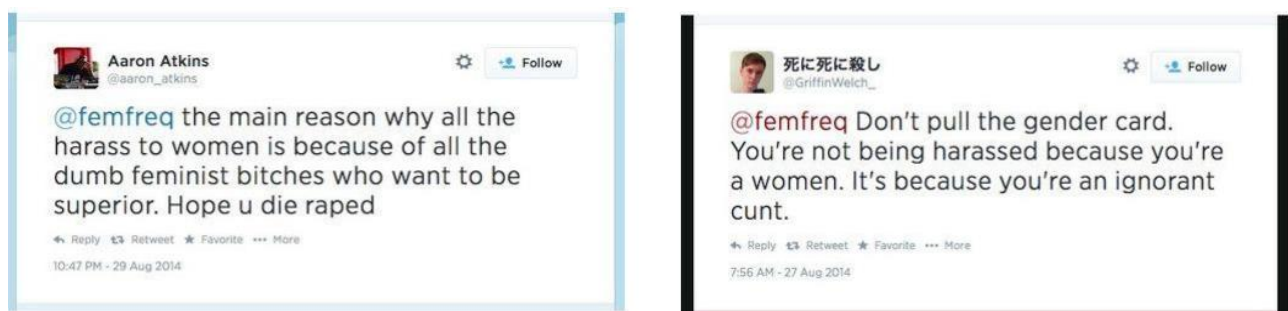 Aaron Atkins
@aaron_atkins
Follow
@femfreq the main reason why all the
harass to women is because of all the
dumb feminist bitches who want to be
superior. Hope u die raped
Reply Retweet Favorite More
10:47 PM - 29 Aug 2014
死に死に殺し
@GriffinWelch_
Follow
@femfreq Don't pull the gender card.
You're not being harassed because you're
a women. It's because you're an ignorant
cunt.
Reply Retweet Favorite More
7:56 AM - 27 Aug 2014